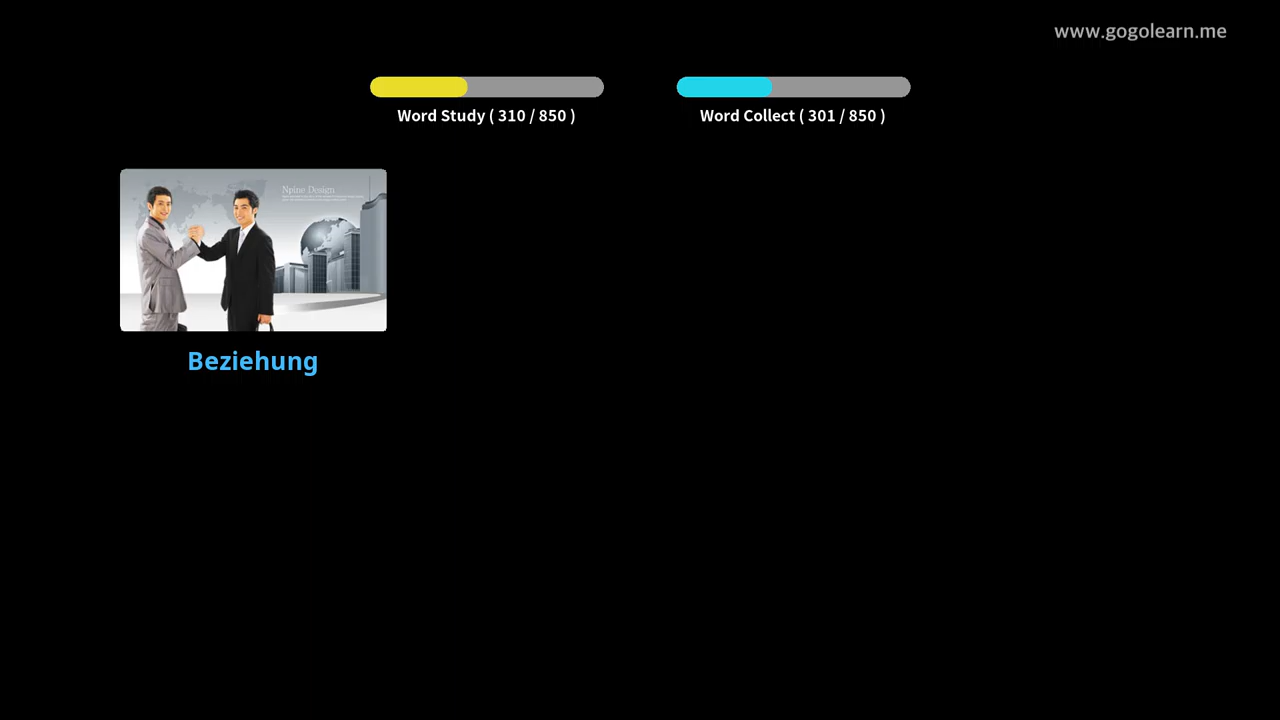 www.gogolearn.me
Word Study ( 310 / 850 )
Word Collect ( 301 / 850 )
Npine Design
Beziehung